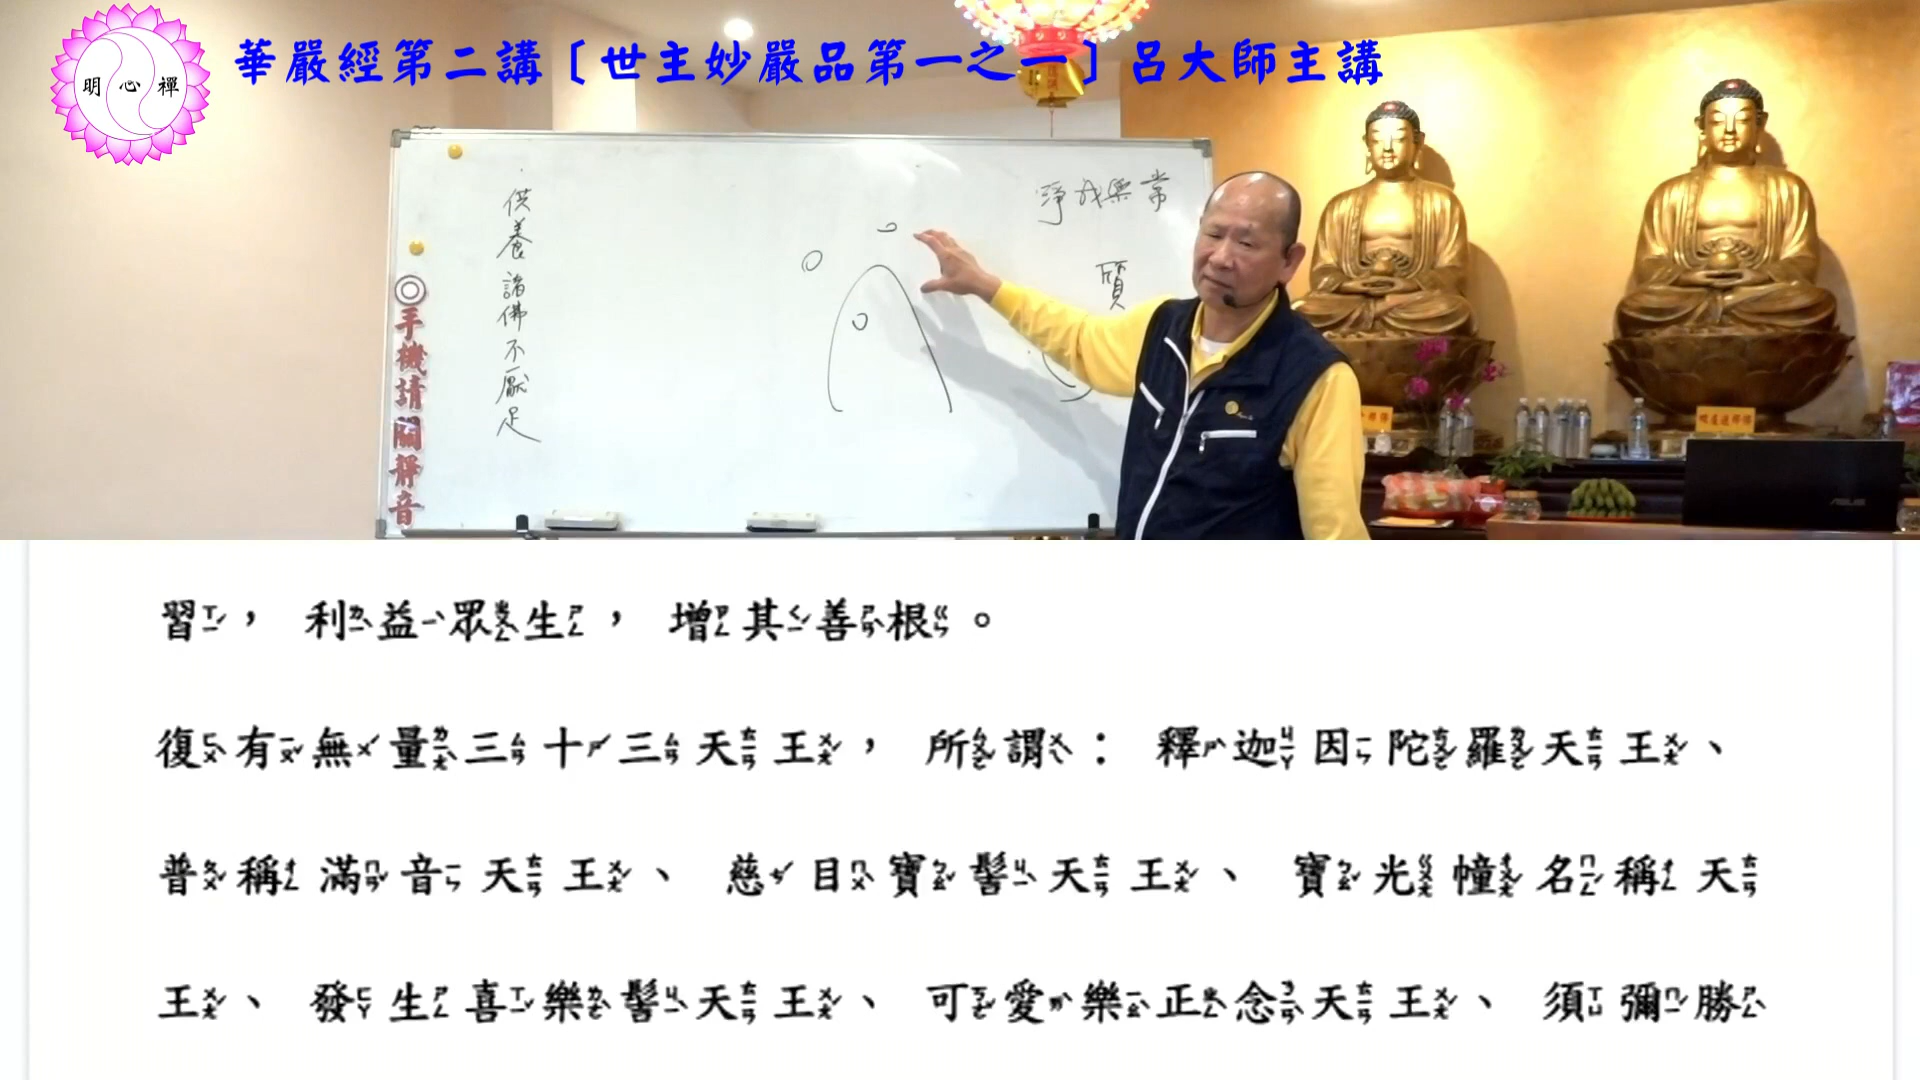 華嚴經第二講〔世主妙嚴品第一之一〕呂大師主講
明心禪
供養諸佛不厭足
淨成無常
質
手機請關靜音
ASUS
習，利益眾生，增其善根。
復有無量三十三天王，所謂：釋迦因陀羅天王、
普稱滿音天王、慈目寶髻天王、寶光幢名稱天
王、發生喜樂髻天王、可愛樂正念天王、須彌勝